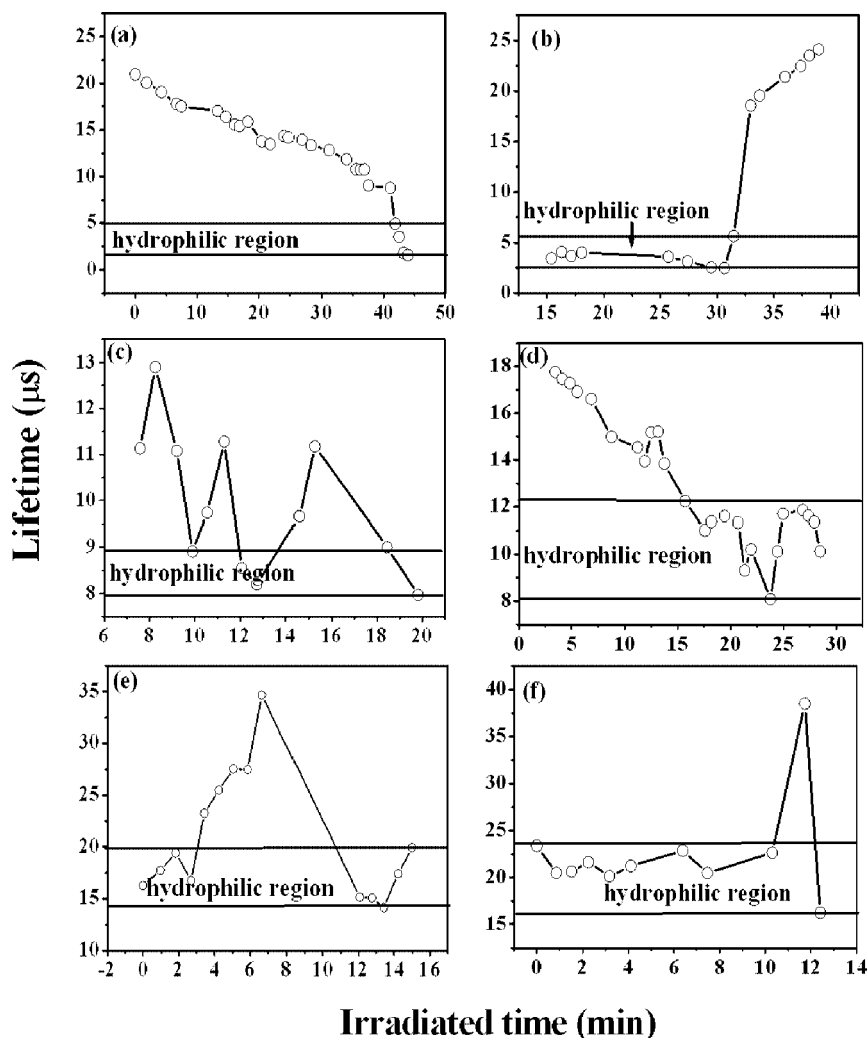 Lifetime (μs)
(a)
25
20
15
10
5
0
hydrophilic region
0 10 20 30 40 50
(b)
25
20
15
10
5
0
hydrophilic region
15 20 25 30 35 40
(c)
13
12
11
10
9
8
hydrophilic region
8 10 12 14 16 18 20
(d)
18
16
14
12
10
8
hydrophilic region
0 5 10 15 20 25 30
(e)
35
30
25
20
15
10
hydrophilic region
-2 0 2 4 6 8 10 12 14 16
(f)
40
35
30
25
20
15
hydrophilic region
0 2 4 6 8 10 12 14
Irradiated time (min)